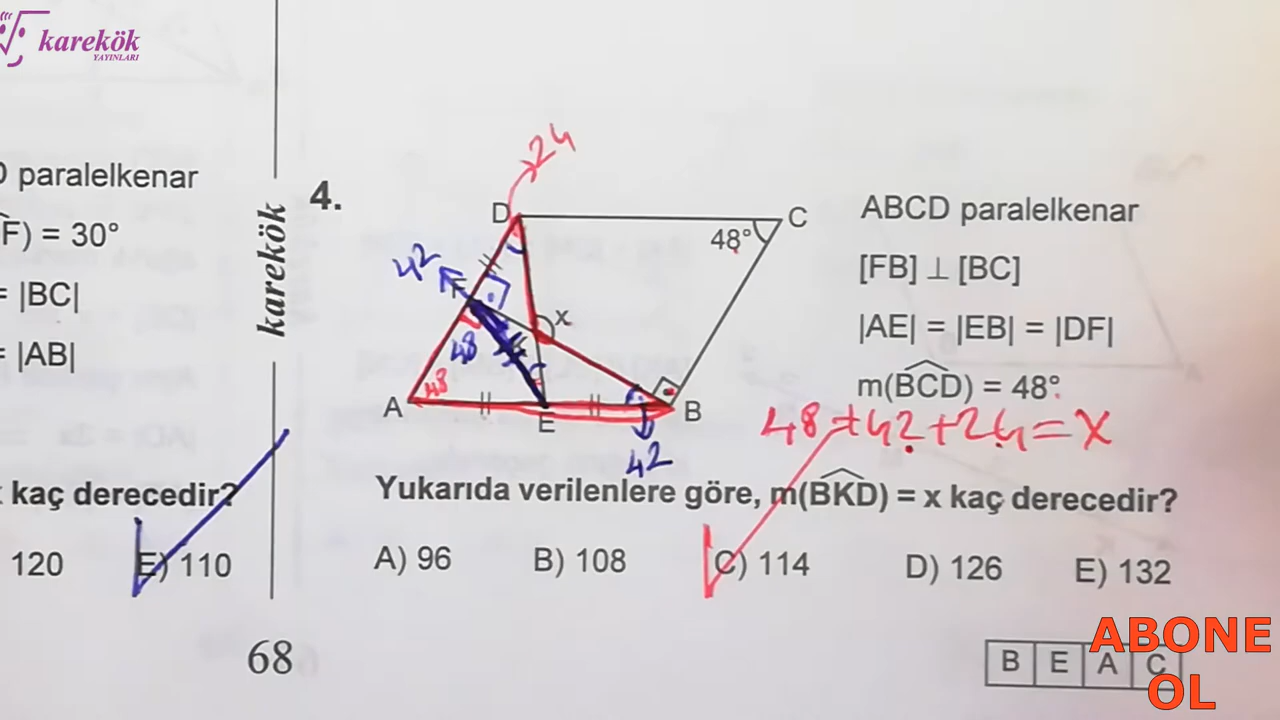 karekök
YAYINLARI
D paralelkenar
F) = 30°
= |BC|
= |AB|
kaç derecedir?
120
E) 110
karekök
68
4.
24
D
C
48°
42
F
x
48
48
A
E
B
42
ABCD paralelkenar
[FB] ⊥ [BC]
|AE| = |EB| = |DF|
m(BCD) = 48°
48+42+24=x
Yukarıda verilenlere göre, m(BKD) = x kaç derecedir?
A) 96 B) 108 C) 114 D) 126 E) 132
B E A C
ABONE
OL